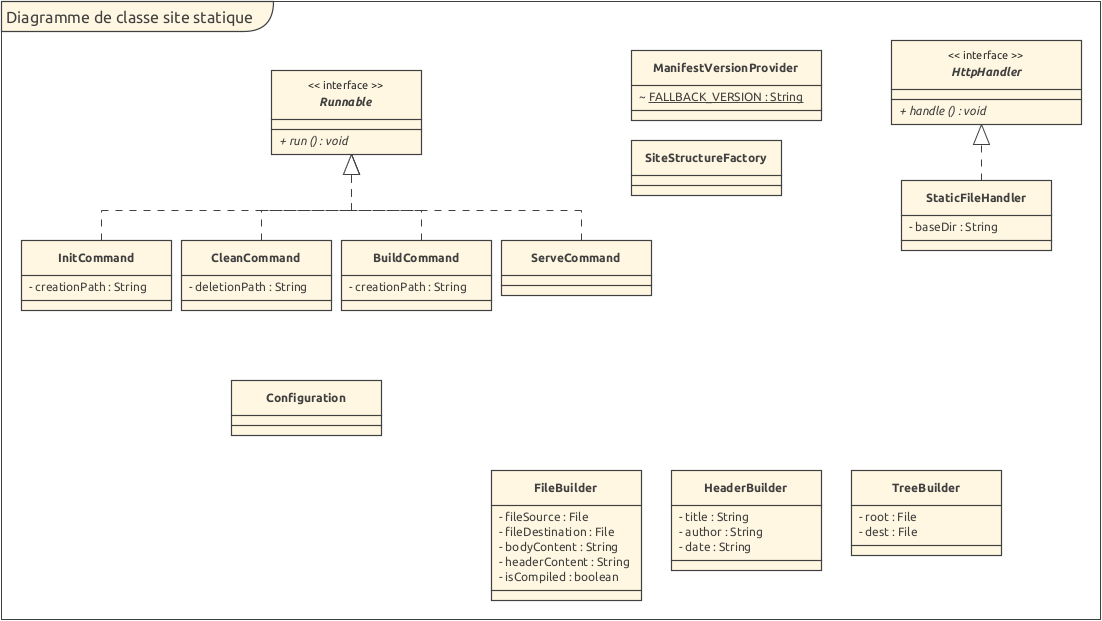 Diagramme de classe site statique
<< interface >>
Runnable
+ run () : void
ManifestVersionProvider
~ FALLBACK_VERSION : String
<< interface >>
HttpHandler
+ handle () : void
SiteStructureFactory
StaticFileHandler
- baseDir : String
InitCommand
- creationPath : String
CleanCommand
- deletionPath : String
BuildCommand
- creationPath : String
ServeCommand
Configuration
FileBuilder
- fileSource : File
- fileDestination : File
- bodyContent : String
- headerContent : String
- isCompiled : boolean
HeaderBuilder
- title : String
- author : String
- date : String
TreeBuilder
- root : File
- dest : File